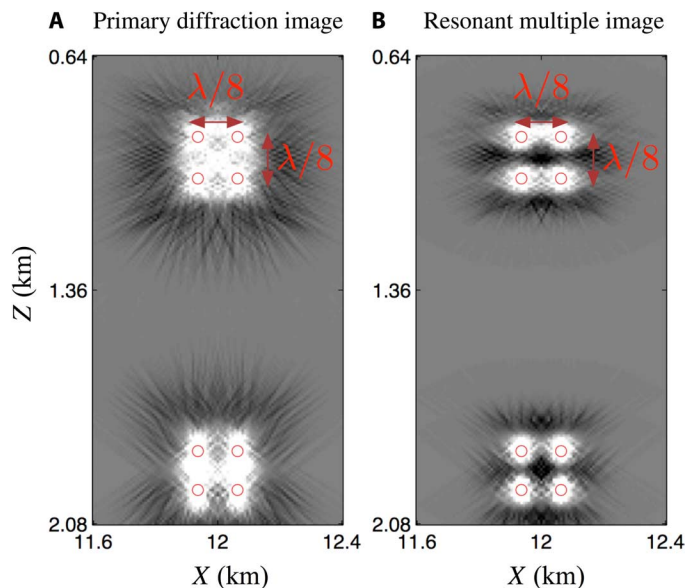 A Primary diffraction image
B Resonant multiple image
0.64
λ/8
λ/8
1.36
Z (km)
2.08
11.6
12
12.4
X (km)
0.64
λ/8
λ/8
1.36
2.08
11.6
12
12.4
X (km)